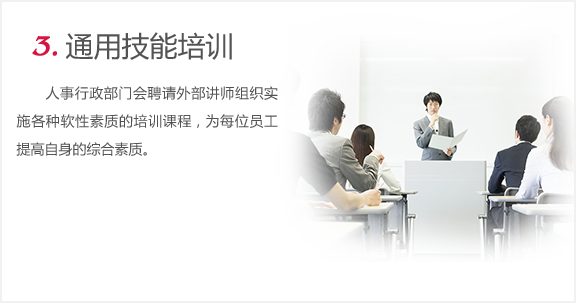 3. 通用技能培训
人事行政部门会聘请外部讲师组织实
施各种软性素质的培训课程，为每位员工
提高自身的综合素质。